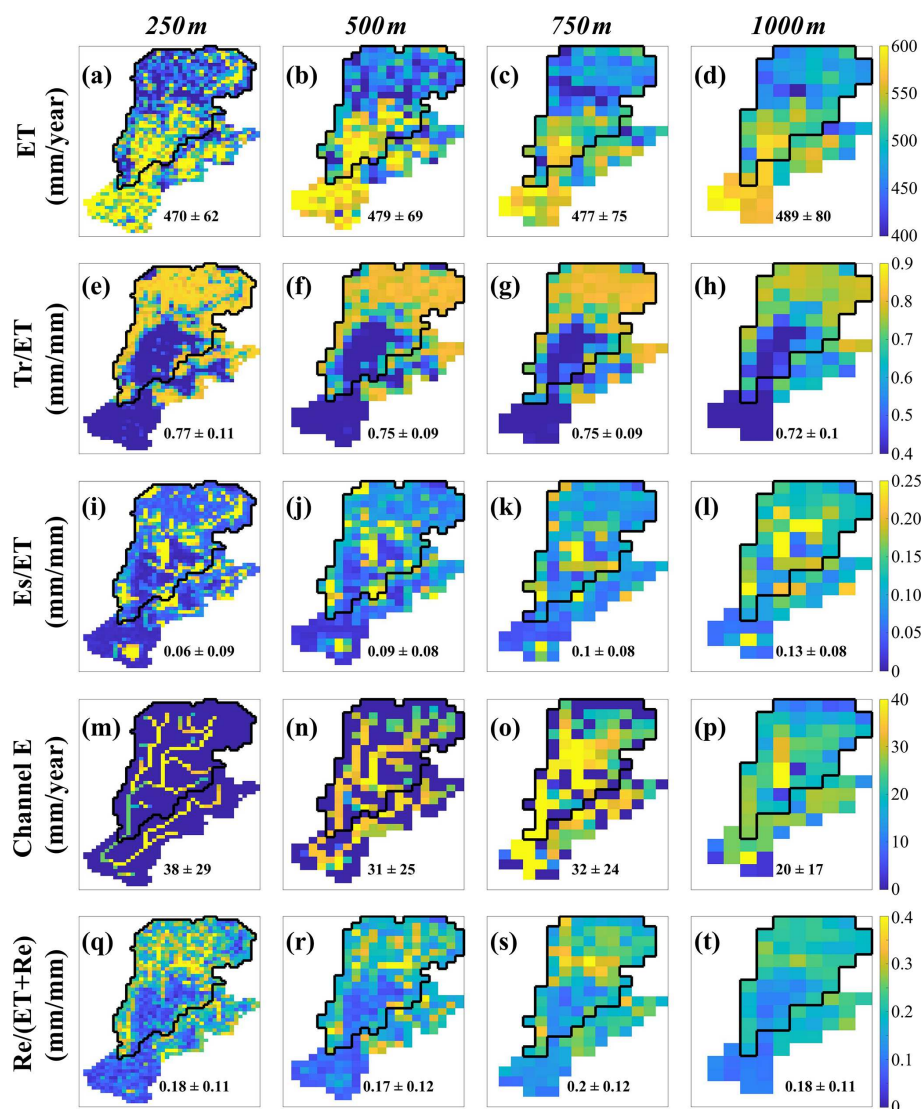 250 m 500 m 750 m 1000 m
ET
(mm/year)
(a) (b) (c) (d)
470 ± 62 479 ± 69 477 ± 75 489 ± 80
600
550
500
450
400
Tr/ET
(mm/mm)
(e) (f) (g) (h)
0.77 ± 0.11 0.75 ± 0.09 0.75 ± 0.09 0.72 ± 0.1
0.9
0.8
0.7
0.6
0.5
0.4
Es/ET
(mm/mm)
(i) (j) (k) (l)
0.06 ± 0.09 0.09 ± 0.08 0.1 ± 0.08 0.13 ± 0.08
0.25
0.20
0.15
0.10
0.05
0
Channel E
(mm/year)
(m) (n) (o) (p)
38 ± 29 31 ± 25 32 ± 24 20 ± 17
40
30
20
10
0
Re/(ET+Re)
(mm/mm)
(q) (r) (s) (t)
0.18 ± 0.11 0.17 ± 0.12 0.2 ± 0.12 0.18 ± 0.11
0.4
0.3
0.2
0.1
0